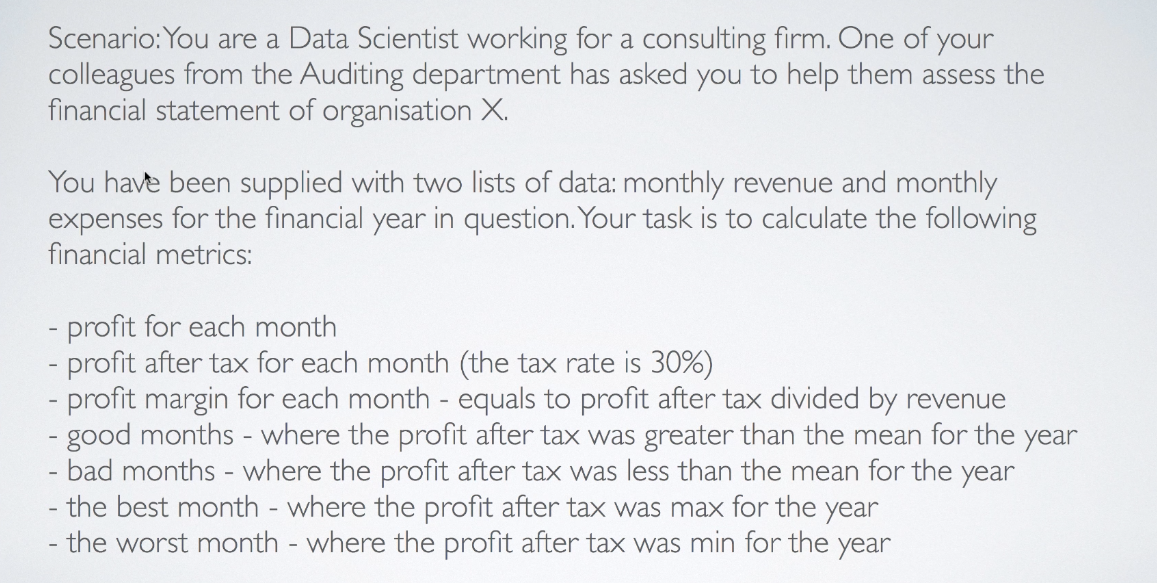 Scenario: You are a Data Scientist working for a consulting firm. One of your
colleagues from the Auditing department has asked you to help them assess the
financial statement of organisation X.
You have been supplied with two lists of data: monthly revenue and monthly
expenses for the financial year in question. Your task is to calculate the following
financial metrics:
- profit for each month
- profit after tax for each month (the tax rate is 30%)
- profit margin for each month - equals to profit after tax divided by revenue
- good months - where the profit after tax was greater than the mean for the year
- bad months - where the profit after tax was less than the mean for the year
- the best month - where the profit after tax was max for the year
- the worst month - where the profit after tax was min for the year